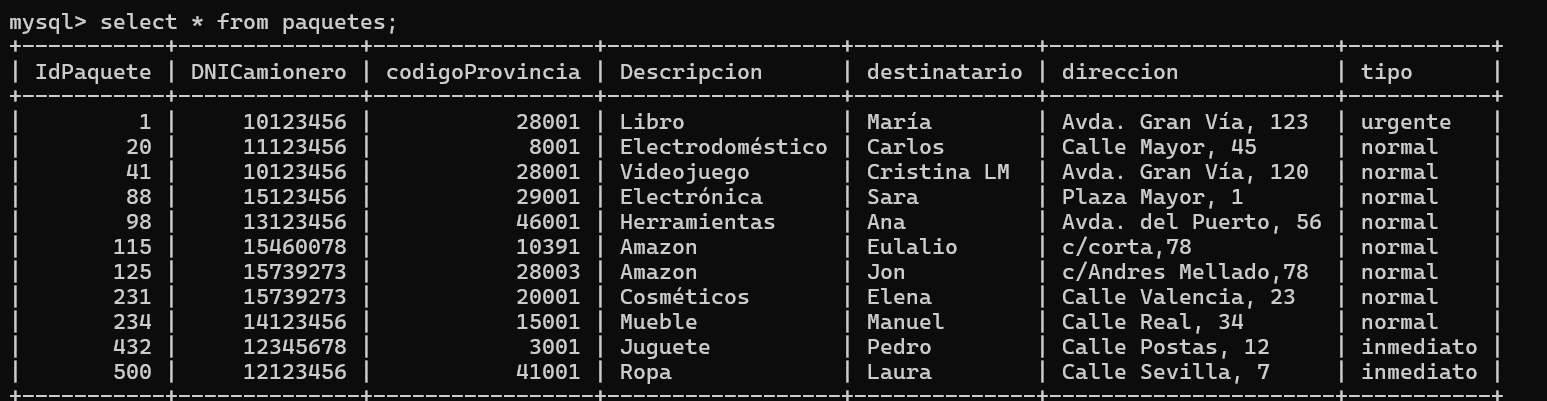 mysql> select * from paquetes;
+-----------+-------------+----------------+-----------------+--------------+---------------------+-----------+
| IdPaquete | DNICamionero | codigoProvincia | Descripcion | destinatario | direccion | tipo |
+-----------+-------------+----------------+-----------------+--------------+---------------------+-----------+
| 1 | 10123456 | 28001 | Libro | María | Avda. Gran Vía, 123 | urgente |
| 20 | 11123456 | 8001 | Electrodoméstico | Carlos | Calle Mayor, 45 | normal |
| 41 | 10123456 | 28001 | Videojuego | Cristina LM | Avda. Gran Vía, 120 | normal |
| 88 | 15123456 | 29001 | Electrónica | Sara | Plaza Mayor, 1 | normal |
| 98 | 13123456 | 46001 | Herramientas | Ana | Avda. del Puerto, 56 | normal |
| 115 | 15460078 | 10391 | Amazon | Eulalio | c/corta,78 | normal |
| 125 | 15739273 | 28003 | Amazon | Jon | c/Andres Mellado,78 | normal |
| 231 | 15739273 | 20001 | Cosméticos | Elena | Calle Valencia, 23 | normal |
| 234 | 14123456 | 15001 | Mueble | Manuel | Calle Real, 34 | normal |
| 432 | 12345678 | 3001 | Juguete | Pedro | Calle Postas, 12 | inmediato |
| 500 | 12123456 | 41001 | Ropa | Laura | Calle Sevilla, 7 | inmediato |
+-----------+-------------+----------------+-----------------+--------------+---------------------+-----------+